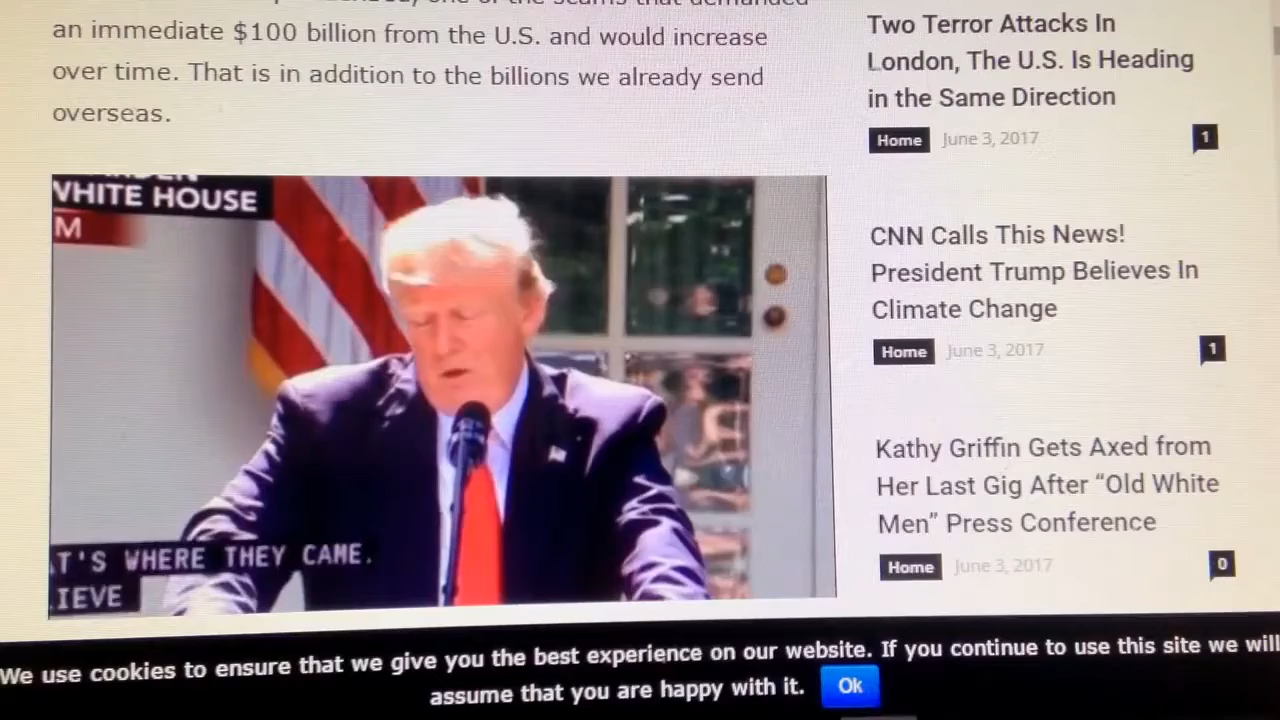 an immediate $100 billion from the U.S. and would increase
over time. That is in addition to the billions we already send
overseas.
WHITE HOUSE
M
T'S WHERE THEY CAME.
IEVE
Two Terror Attacks In
London, The U.S. Is Heading
in the Same Direction
Home June 3, 2017 1
CNN Calls This News!
President Trump Believes In
Climate Change
Home June 3, 2017 1
Kathy Griffin Gets Axed from
Her Last Gig After “Old White
Men” Press Conference
Home June 3, 2017 0
We use cookies to ensure that we give you the best experience on our website. If you continue to use this site we will
assume that you are happy with it. Ok